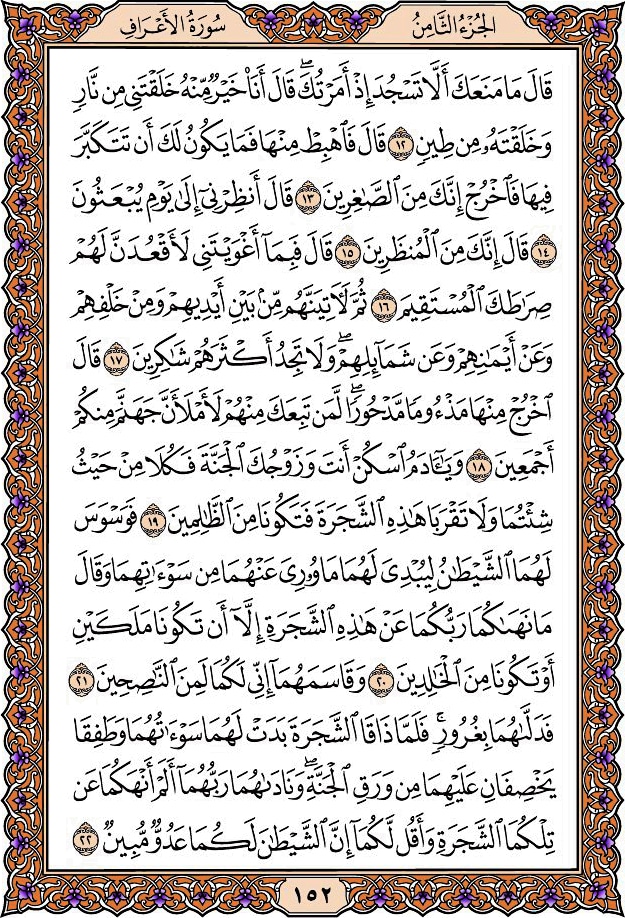 الجُزْءُ الثَّامِنُ
سُورَةُ الأَعْرَافِ
قَالَ مَا مَنَعَكَ أَلَّا تَسْجُدَ إِذْ أَمَرْتُكَ ۖ قَالَ أَنَا۠ خَيْرٌ مِّنْهُ خَلَقْتَنِي مِن نَّارٍ
وَخَلَقْتَهُۥ مِن طِينٍ ١٢ قَالَ فَٱهْبِطْ مِنْهَا فَمَا يَكُونُ لَكَ أَن تَتَكَبَّرَ
فِيهَا فَٱخْرُجْ إِنَّكَ مِنَ ٱلصَّٰغِرِينَ ١٣ قَالَ أَنظِرْنِيٓ إِلَىٰ يَوْمِ يُبْعَثُونَ
١٤ قَالَ إِنَّكَ مِنَ ٱلْمُنظَرِينَ ١٥ قَالَ فَبِمَآ أَغْوَيْتَنِي لَأَقْعُدَنَّ لَهُمْ
صِرَٰطَكَ ٱلْمُسْتَقِيمَ ١٦ ثُمَّ لَأٓتِيَنَّهُم مِّنۢ بَيْنِ أَيْدِيهِمْ وَمِنْ خَلْفِهِمْ
وَعَنْ أَيْمَٰنِهِمْ وَعَن شَمَآئِلِهِمْ ۖ وَلَا تَجِدُ أَكْثَرَهُمْ شَٰكِرِينَ ١٧ قَالَ
ٱخْرُجْ مِنْهَا مَذْءُومًا مَّدْحُورًا ۖ لَّمَن تَبِعَكَ مِنْهُمْ لَأَمْلَأَنَّ جَهَنَّمَ مِنكُمْ
أَجْمَعِينَ ١٨ وَيَٰٓـَٔادَمُ ٱسْكُنْ أَنتَ وَزَوْجُكَ ٱلْجَنَّةَ فَكُلَا مِنْ حَيْثُ
شِئْتُمَا وَلَا تَقْرَبَا هَٰذِهِ ٱلشَّجَرَةَ فَتَكُونَا مِنَ ٱلظَّٰلِمِينَ ١٩ فَوَسْوَسَ
لَهُمَا ٱلشَّيْطَٰنُ لِيُبْدِيَ لَهُمَا مَا وُۥرِيَ عَنْهُمَا مِن سَوْءَٰتِهِمَا وَقَالَ
مَا نَهَىٰكُمَا رَبُّكُمَا عَنْ هَٰذِهِ ٱلشَّجَرَةِ إِلَّآ أَن تَكُونَا مَلَكَيْنِ
أَوْ تَكُونَا مِنَ ٱلْخَٰلِدِينَ ٢٠ وَقَاسَمَهُمَآ إِنِّي لَكُمَا لَمِنَ ٱلنَّٰصِحِينَ ٢١
فَدَلَّىٰهُمَا بِغُرُورٍ ۚ فَلَمَّا ذَاقَا ٱلشَّجَرَةَ بَدَتْ لَهُمَا سَوْءَٰتُهُمَا وَطَفِقَا
يَخْصِفَانِ عَلَيْهِمَا مِن وَرَقِ ٱلْجَنَّةِ ۖ وَنَادَىٰهُمَا رَبُّهُمَآ أَلَمْ أَنْهَكُمَا عَن
تِلْكُمَا ٱلشَّجَرَةِ وَأَقُل لَّكُمَآ إِنَّ ٱلشَّيْطَٰنَ لَكُمَا عَدُوٌّ مُّبِينٌ ٢٢
١٥٢